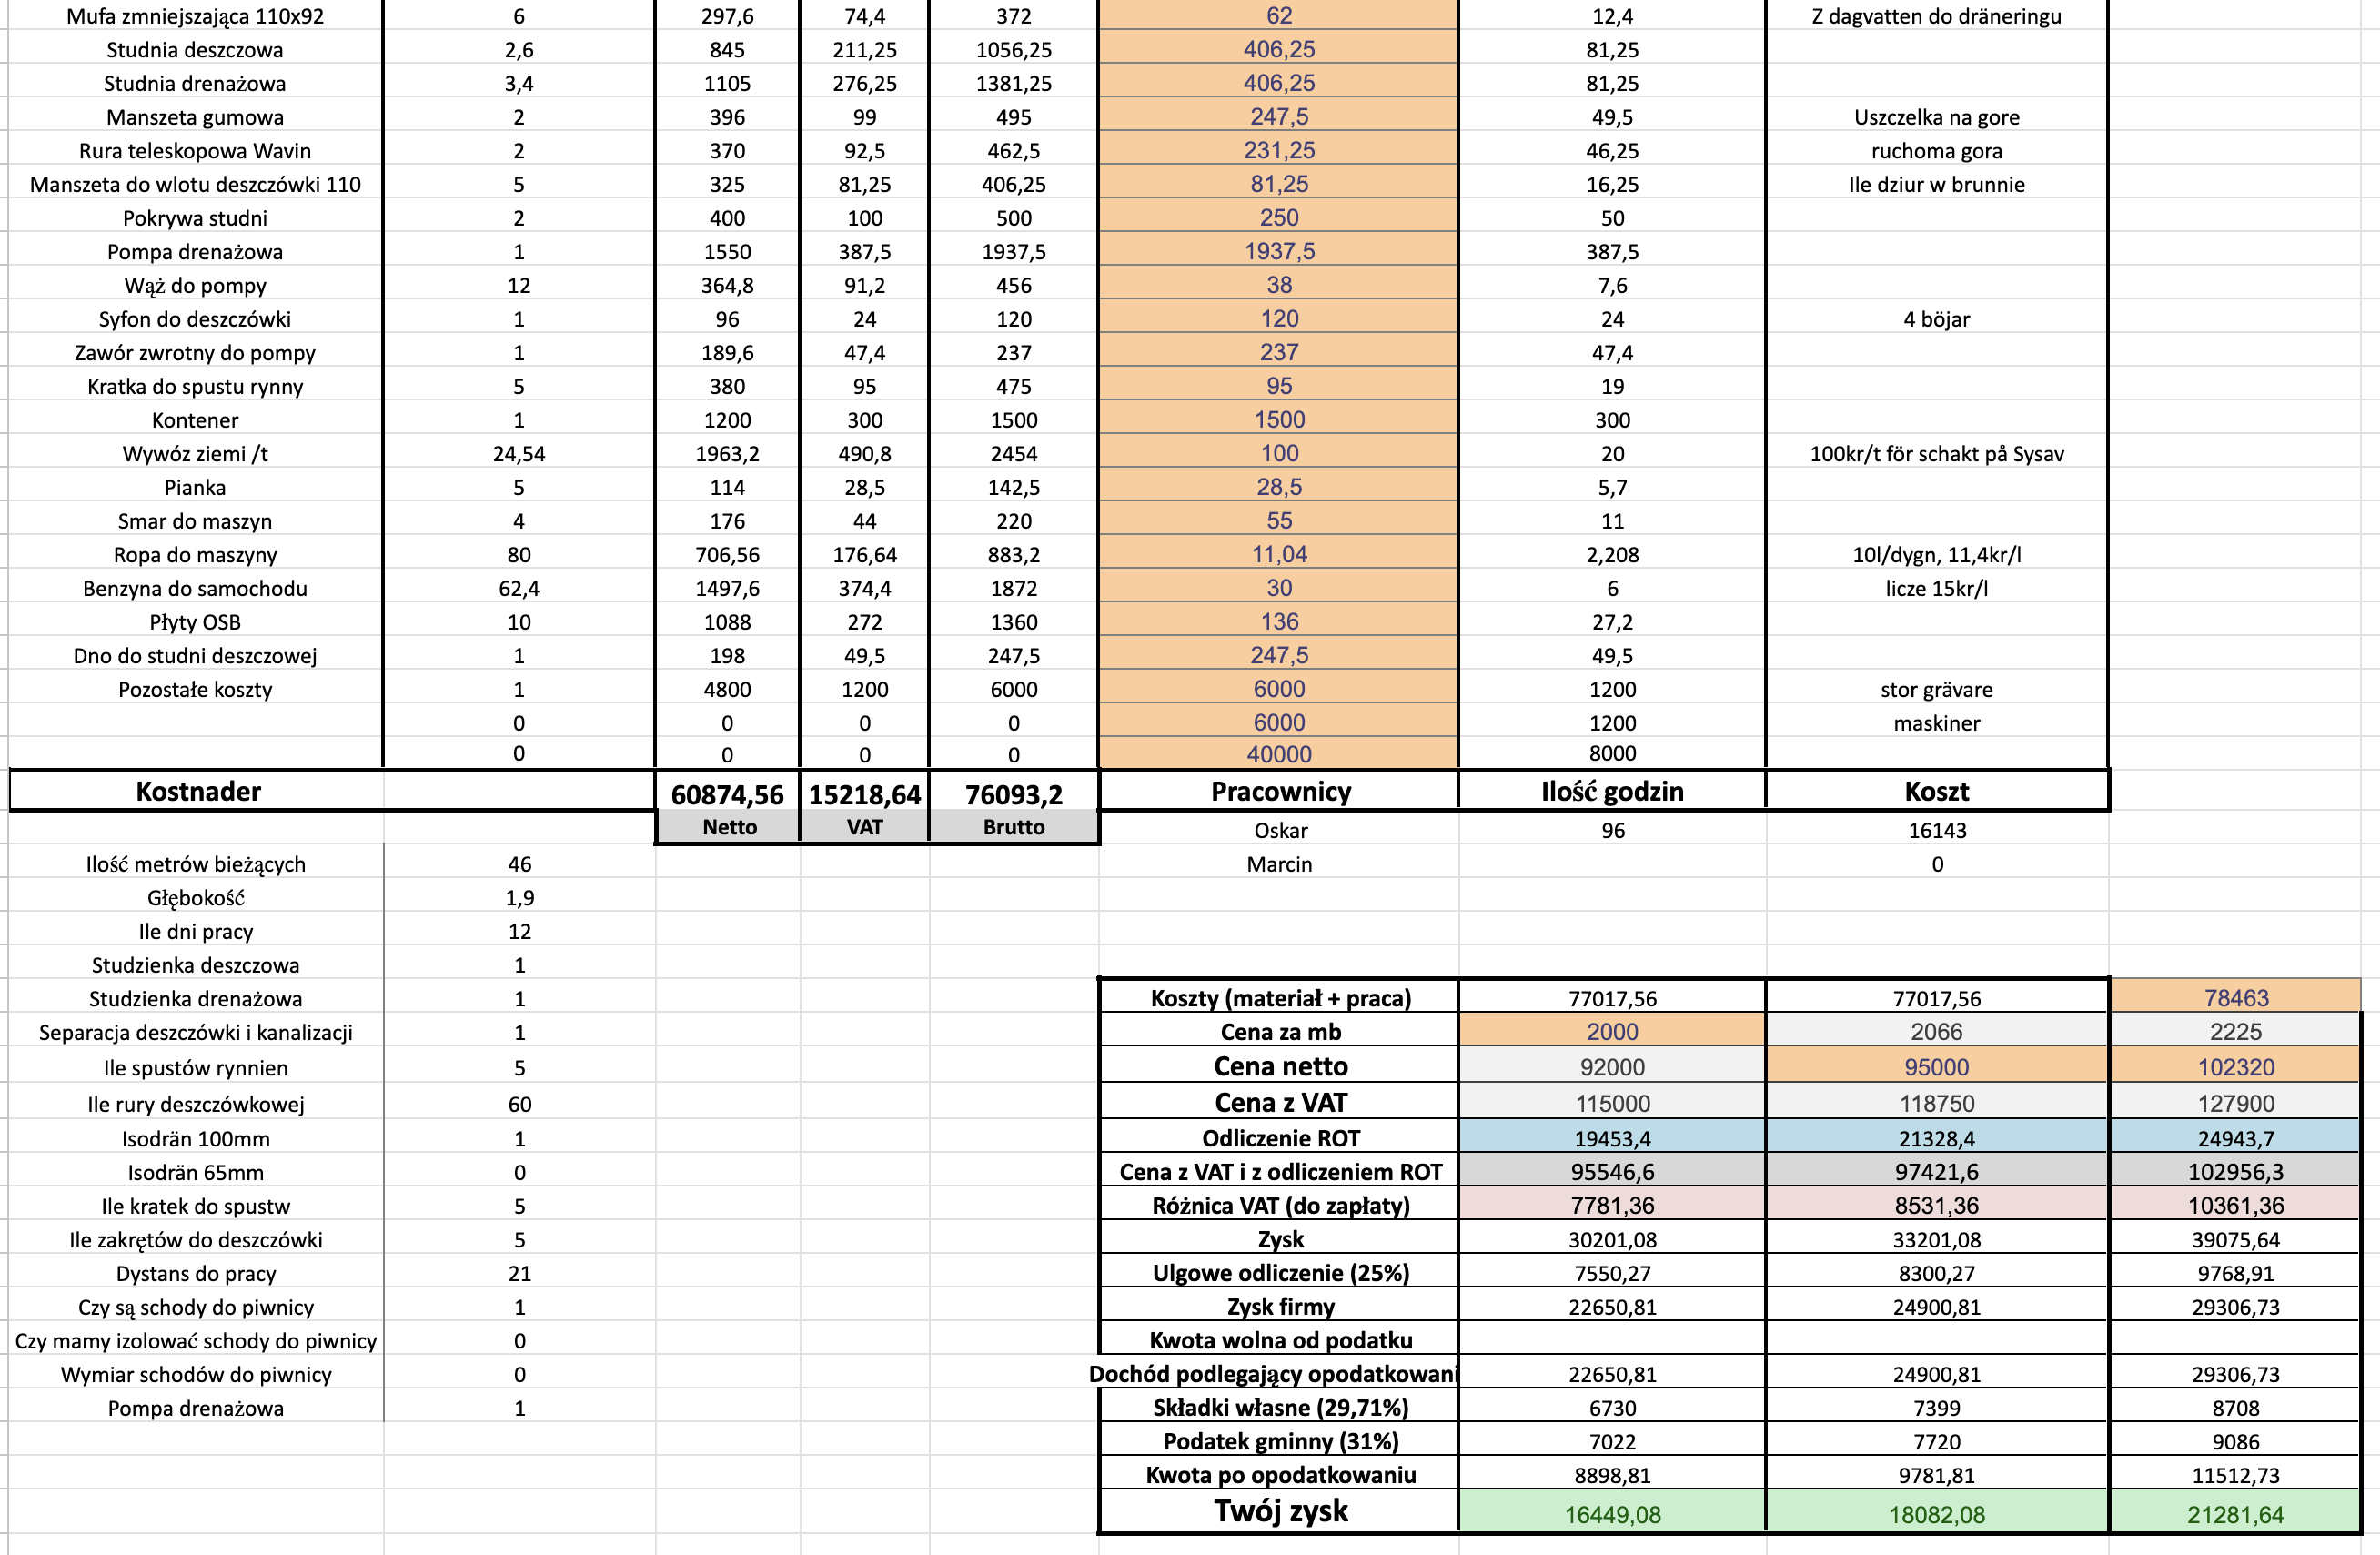 Mufa zmniejszająca 110x92 6 297,6 74,4 372 62 12,4 Z dagvatten do dräneringu
Studnia deszczowa 2,6 845 211,25 1056,25 406,25 81,25
Studnia drenażowa 3,4 1105 276,25 1381,25 406,25 81,25
Manszeta gumowa 2 396 99 495 247,5 49,5 Uszczelka na gore
Rura teleskopowa Wavin 2 370 92,5 462,5 231,25 46,25 ruchoma gora
Manszeta do wlotu deszczówki 110 5 325 81,25 406,25 81,25 16,25 Ile dziur w brunnie
Pokrywa studni 2 400 100 500 250 50
Pompa drenażowa 1 1550 387,5 1937,5 1937,5 387,5
Wąż do pompy 12 364,8 91,2 456 38 7,6
Syfon do deszczówki 1 96 24 120 120 24 4 böjar
Zawór zwrotny do pompy 1 189,6 47,4 237 237 47,4
Kratka do spustu rynny 5 380 95 475 95 19
Kontener 1 1200 300 1500 1500 300
Wywóz ziemi /t 24,54 1963,2 490,8 2454 100 20 100kr/t för schakt på Sysav
Pianka 5 114 28,5 142,5 28,5 5,7
Smar do maszyn 4 176 44 220 55 11
Ropa do maszyny 80 706,56 176,64 883,2 11,04 2,208 10l/dygn, 11,4kr/l
Benzyna do samochodu 62,4 1497,6 374,4 1872 30 6 licze 15kr/l
Płyty OSB 10 1088 272 1360 136 27,2
Dno do studni deszczowej 1 198 49,5 247,5 247,5 49,5
Pozostałe koszty 1 4800 1200 6000 6000 1200 stor grävare
0 0 0 0 6000 1200 maskiner
0 0 0 0 40000 8000
Kostnader 60874,56 15218,64 76093,2 Pracownicy Ilość godzin Koszt
Netto VAT Brutto Oskar 96 16143
Ilość metrów bieżących 46 Marcin 0
Głębokość 1,9
Ile dni pracy 12
Studzienka deszczowa 1
Studzienka drenażowa 1 Koszty (materiał + praca) 77017,56 77017,56 78463
Separacja deszczówki i kanalizacji 1 Cena za mb 2000 2066 2225
Ile spustów rynnien 5 Cena netto 92000 95000 102320
Ile rury deszczówkowej 60 Cena z VAT 115000 118750 127900
Isodrän 100mm 1 Odliczenie ROT 19453,4 21328,4 24943,7
Isodrän 65mm 0 Cena z VAT i z odliczeniem ROT 95546,6 97421,6 102956,3
Ile kratek do spustw 5 Różnica VAT (do zapłaty) 7781,36 8531,36 10361,36
Ile zakrętów do deszczówki 5 Zysk 30201,08 33201,08 39075,64
Dystans do pracy 21 Ulgowe odliczenie (25%) 7550,27 8300,27 9768,91
Czy są schody do piwnicy 1 Zysk firmy 22650,81 24900,81 29306,73
Czy mamy izolować schody do piwnicy 0 Kwota wolna od podatku
Wymiar schodów do piwnicy 0 Dochód podlegający opodatkowani 22650,81 24900,81 29306,73
Pompa drenażowa 1 Składki własne (29,71%) 6730 7399 8708
Podatek gminny (31%) 7022 7720 9086
Kwota po opodatkowaniu 8898,81 9781,81 11512,73
Twój zysk 16449,08 18082,08 21281,64